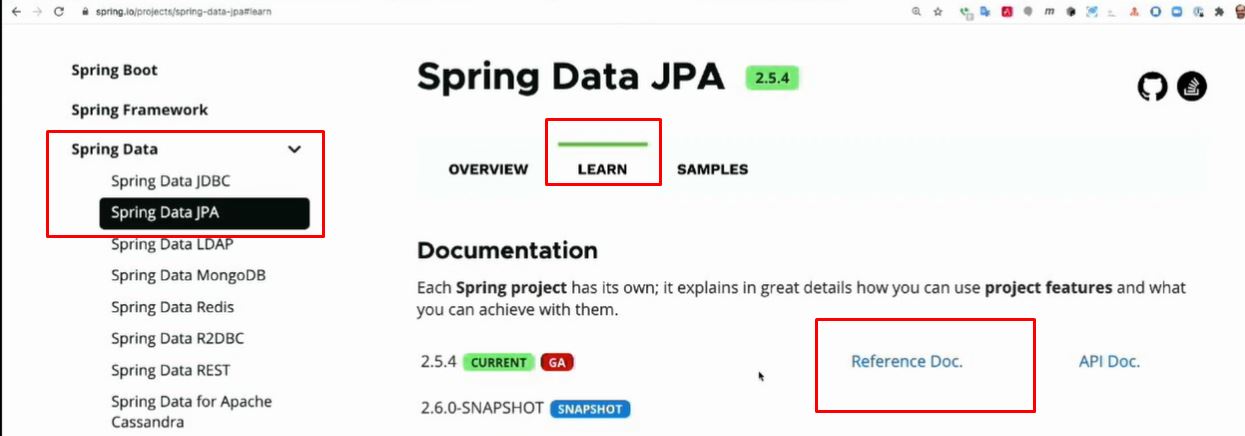 spring.io/projects/spring-data-jpa#learn
Spring Boot
Spring Framework
Spring Data
Spring Data JDBC
Spring Data JPA
Spring Data LDAP
Spring Data MongoDB
Spring Data Redis
Spring Data R2DBC
Spring Data REST
Spring Data for Apache
Cassandra
Spring Data JPA 2.5.4
OVERVIEW LEARN SAMPLES
Documentation
Each Spring project has its own; it explains in great details how you can use project features and what
you can achieve with them.
2.5.4 CURRENT GA Reference Doc. API Doc.
2.6.0-SNAPSHOT SNAPSHOT